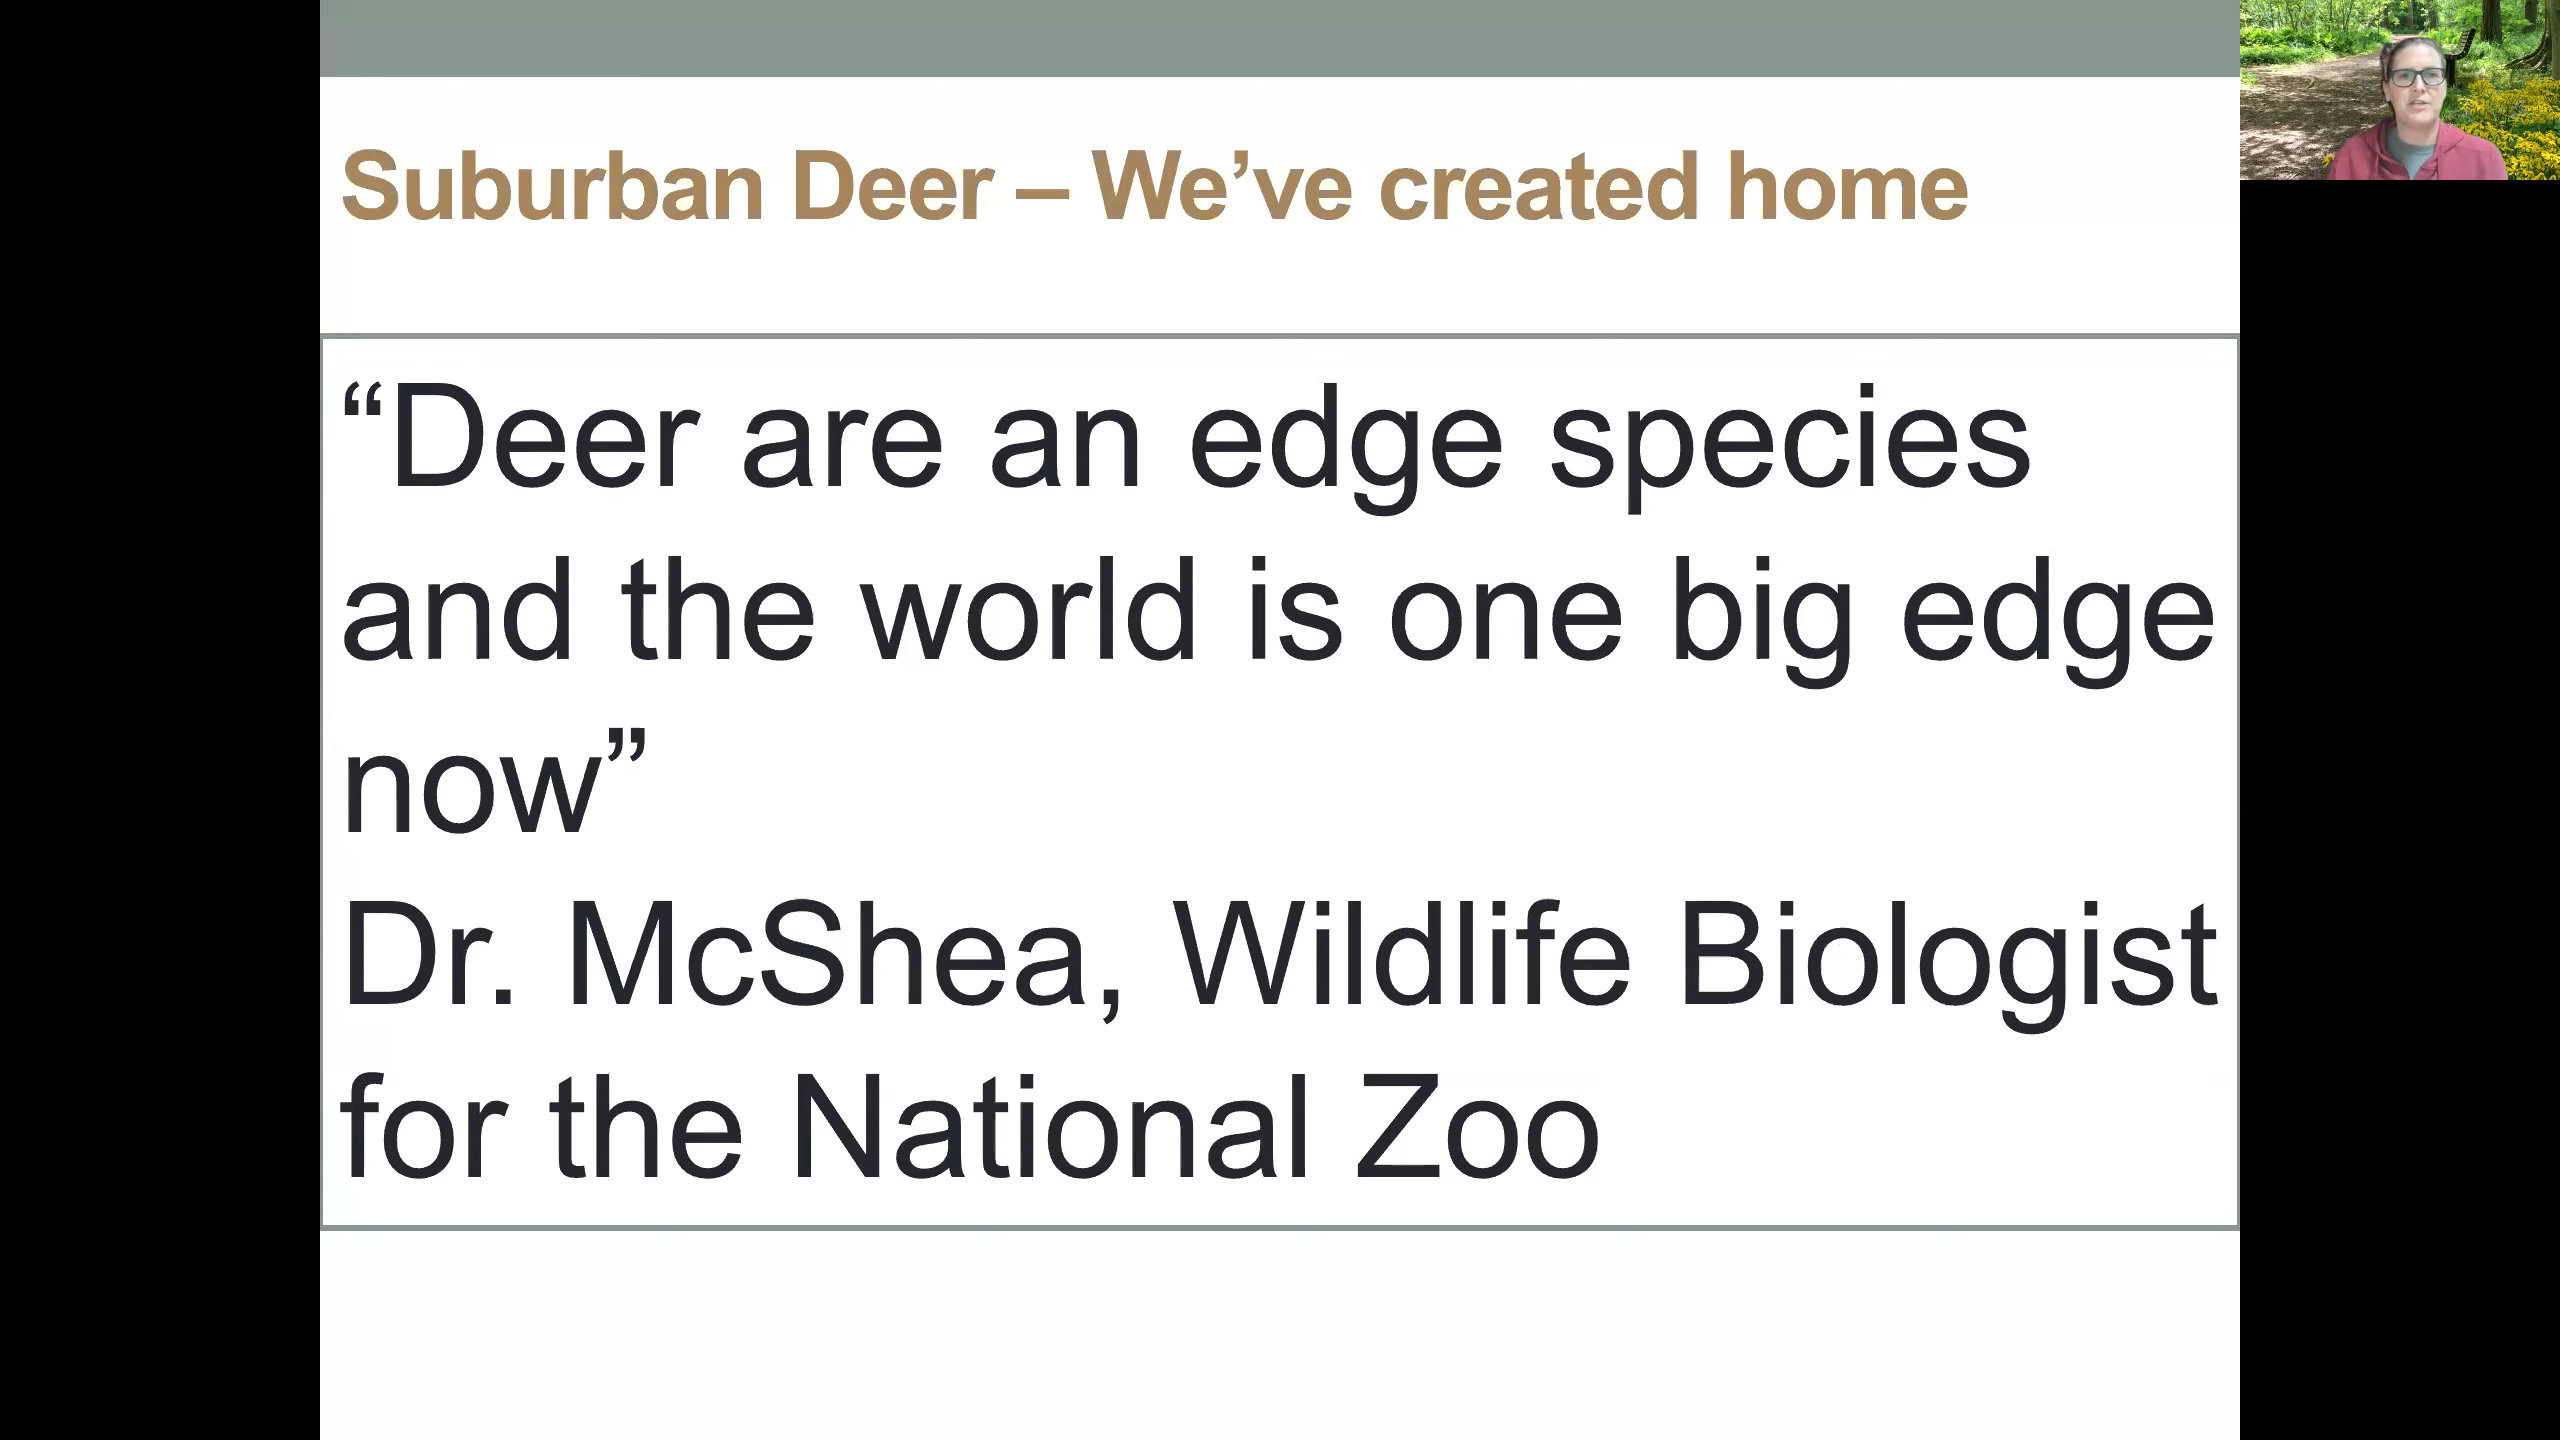 Suburban Deer – We’ve created home
“Deer are an edge species
and the world is one big edge
now”
Dr. McShea, Wildlife Biologist
for the National Zoo